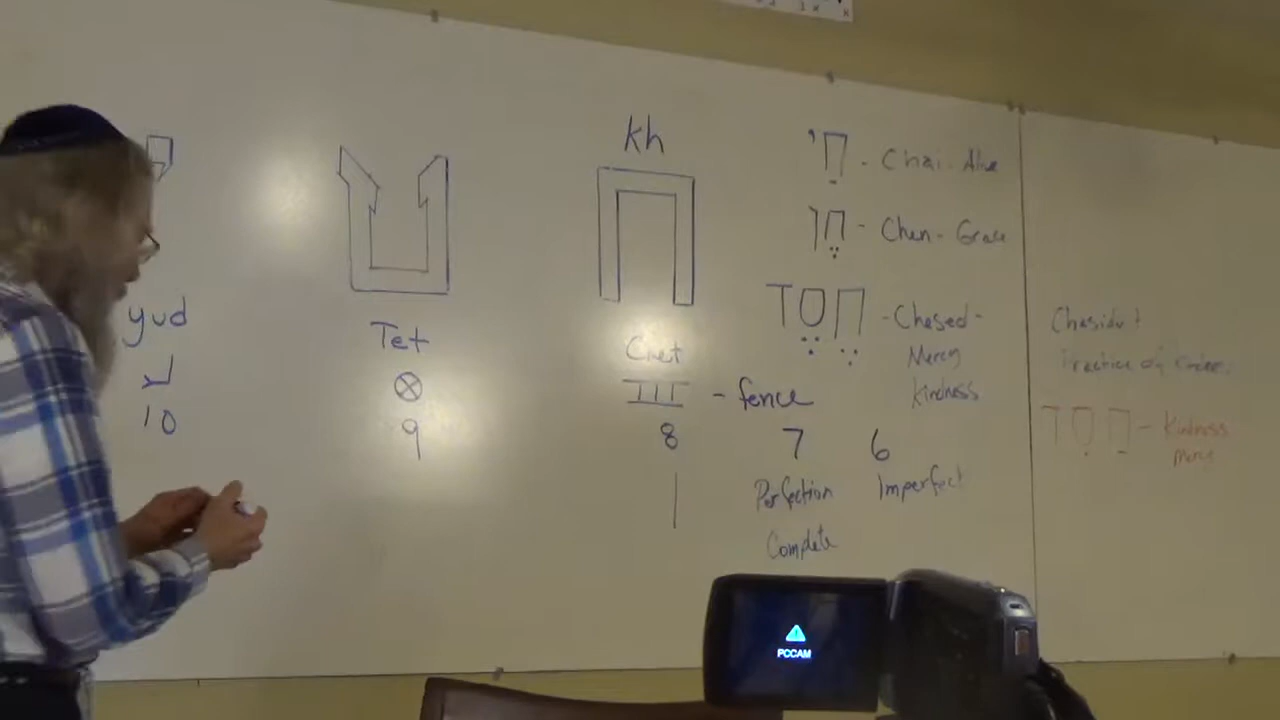 kh
חי - Chai - Alive
חן - Chen - Grace
חסד - Chesed -
Mercy
Kindness
yud
10
Tet
ט
9
Chet
ח
III - fence
8
7
6
Perfection
Imperfect
Complete
Practice of
חסד - Kindness
Mercy
PCCAM